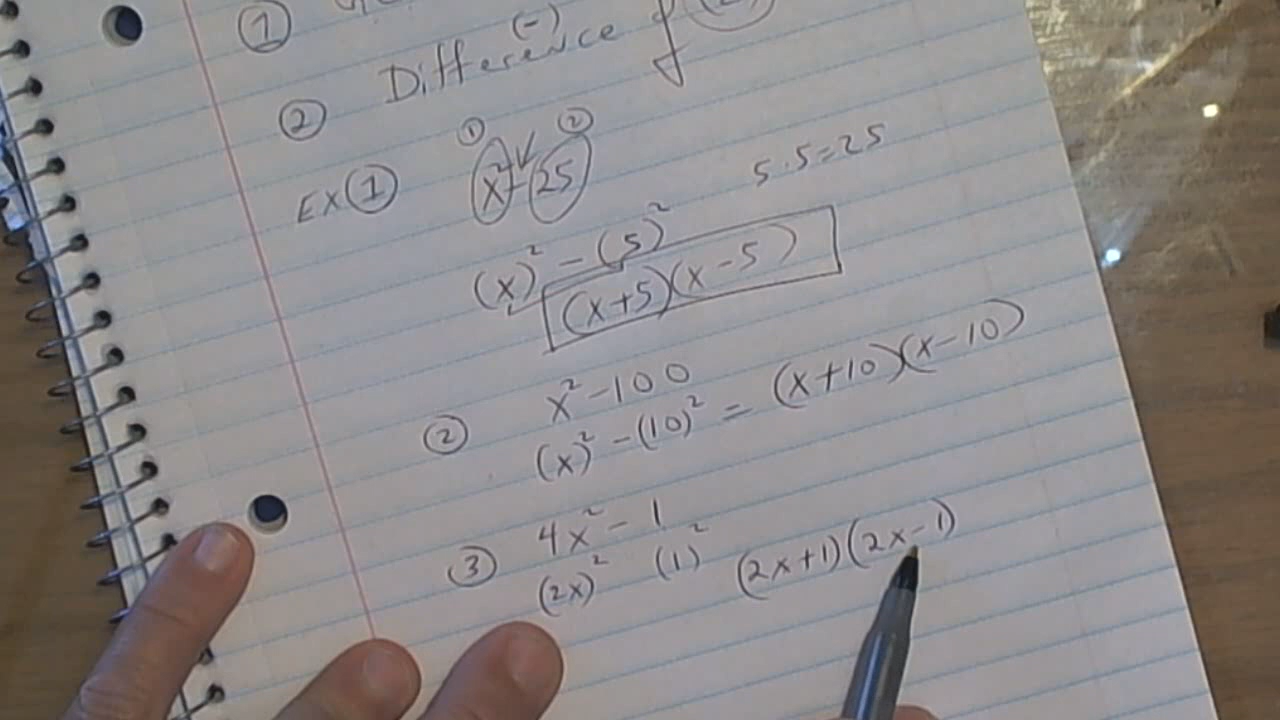 ①
Difference (-) of
②
EX ① x² - 25 ① ② 5.5=25
(x)² - (5)²
(x+5)(x-5)
② x² - 100
(x)² - (10)² = (x+10)(x-10)
③ 4x² - 1
(2x)² (1)² (2x+1)(2x-1)